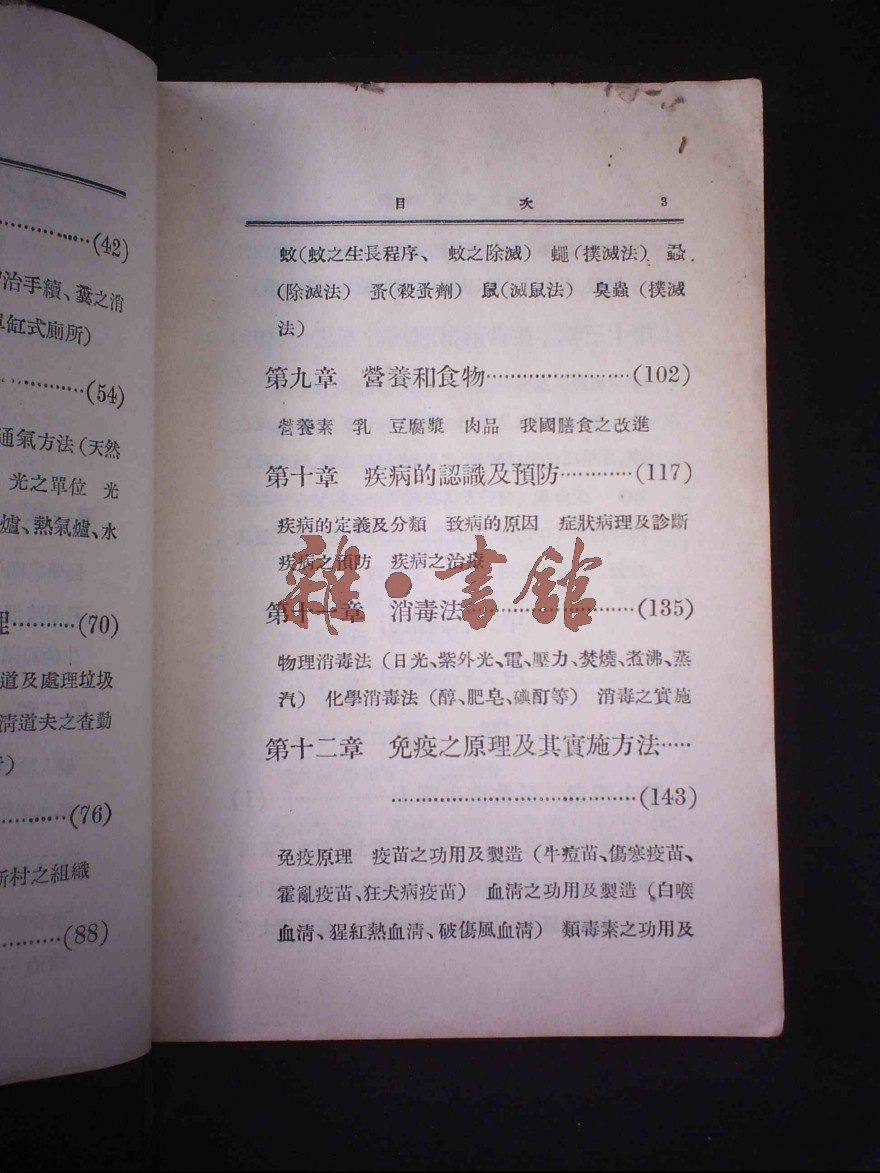 (42)
治手續、糞之消
缸式廁所)
(54)
通氣方法(天然
光之單位 光
爐、熱氣爐、水
理…………(70)
道及處理垃圾
清道夫之查勤
(76)
新村之組織
(88)
目 次 3
蚊(蚊之生長程序、 蚊之除滅) 蠅(撲滅法) 蝨
(除滅法) 蚤(殺蚤劑) 鼠(滅鼠法) 臭蟲(撲滅
法)
第九章 營養和食物……………………(102)
營養素 乳 豆腐漿 肉品 我國膳食之改進
第十章 疾病的認識及預防…………(117)
疾病的定義及分類 致病的原因 症狀病理及診斷
疾病之預防 疾病之治療
雜·書館
第十一章 消毒法………………………(135)
物理消毒法(日光、紫外光、電、壓力、焚燒、煮沸、蒸
汽) 化學消毒法(醇、肥皂、碘酊等) 消毒之實施
第十二章 免疫之原理及其實施方法……
……………………………………(143)
免疫原理 疫苗之功用及製造(牛痘苗、傷寒疫苗、
霍亂疫苗、狂犬病疫苗) 血清之功用及製造(白喉
血清、猩紅熱血清、破傷風血清) 類毒素之功用及